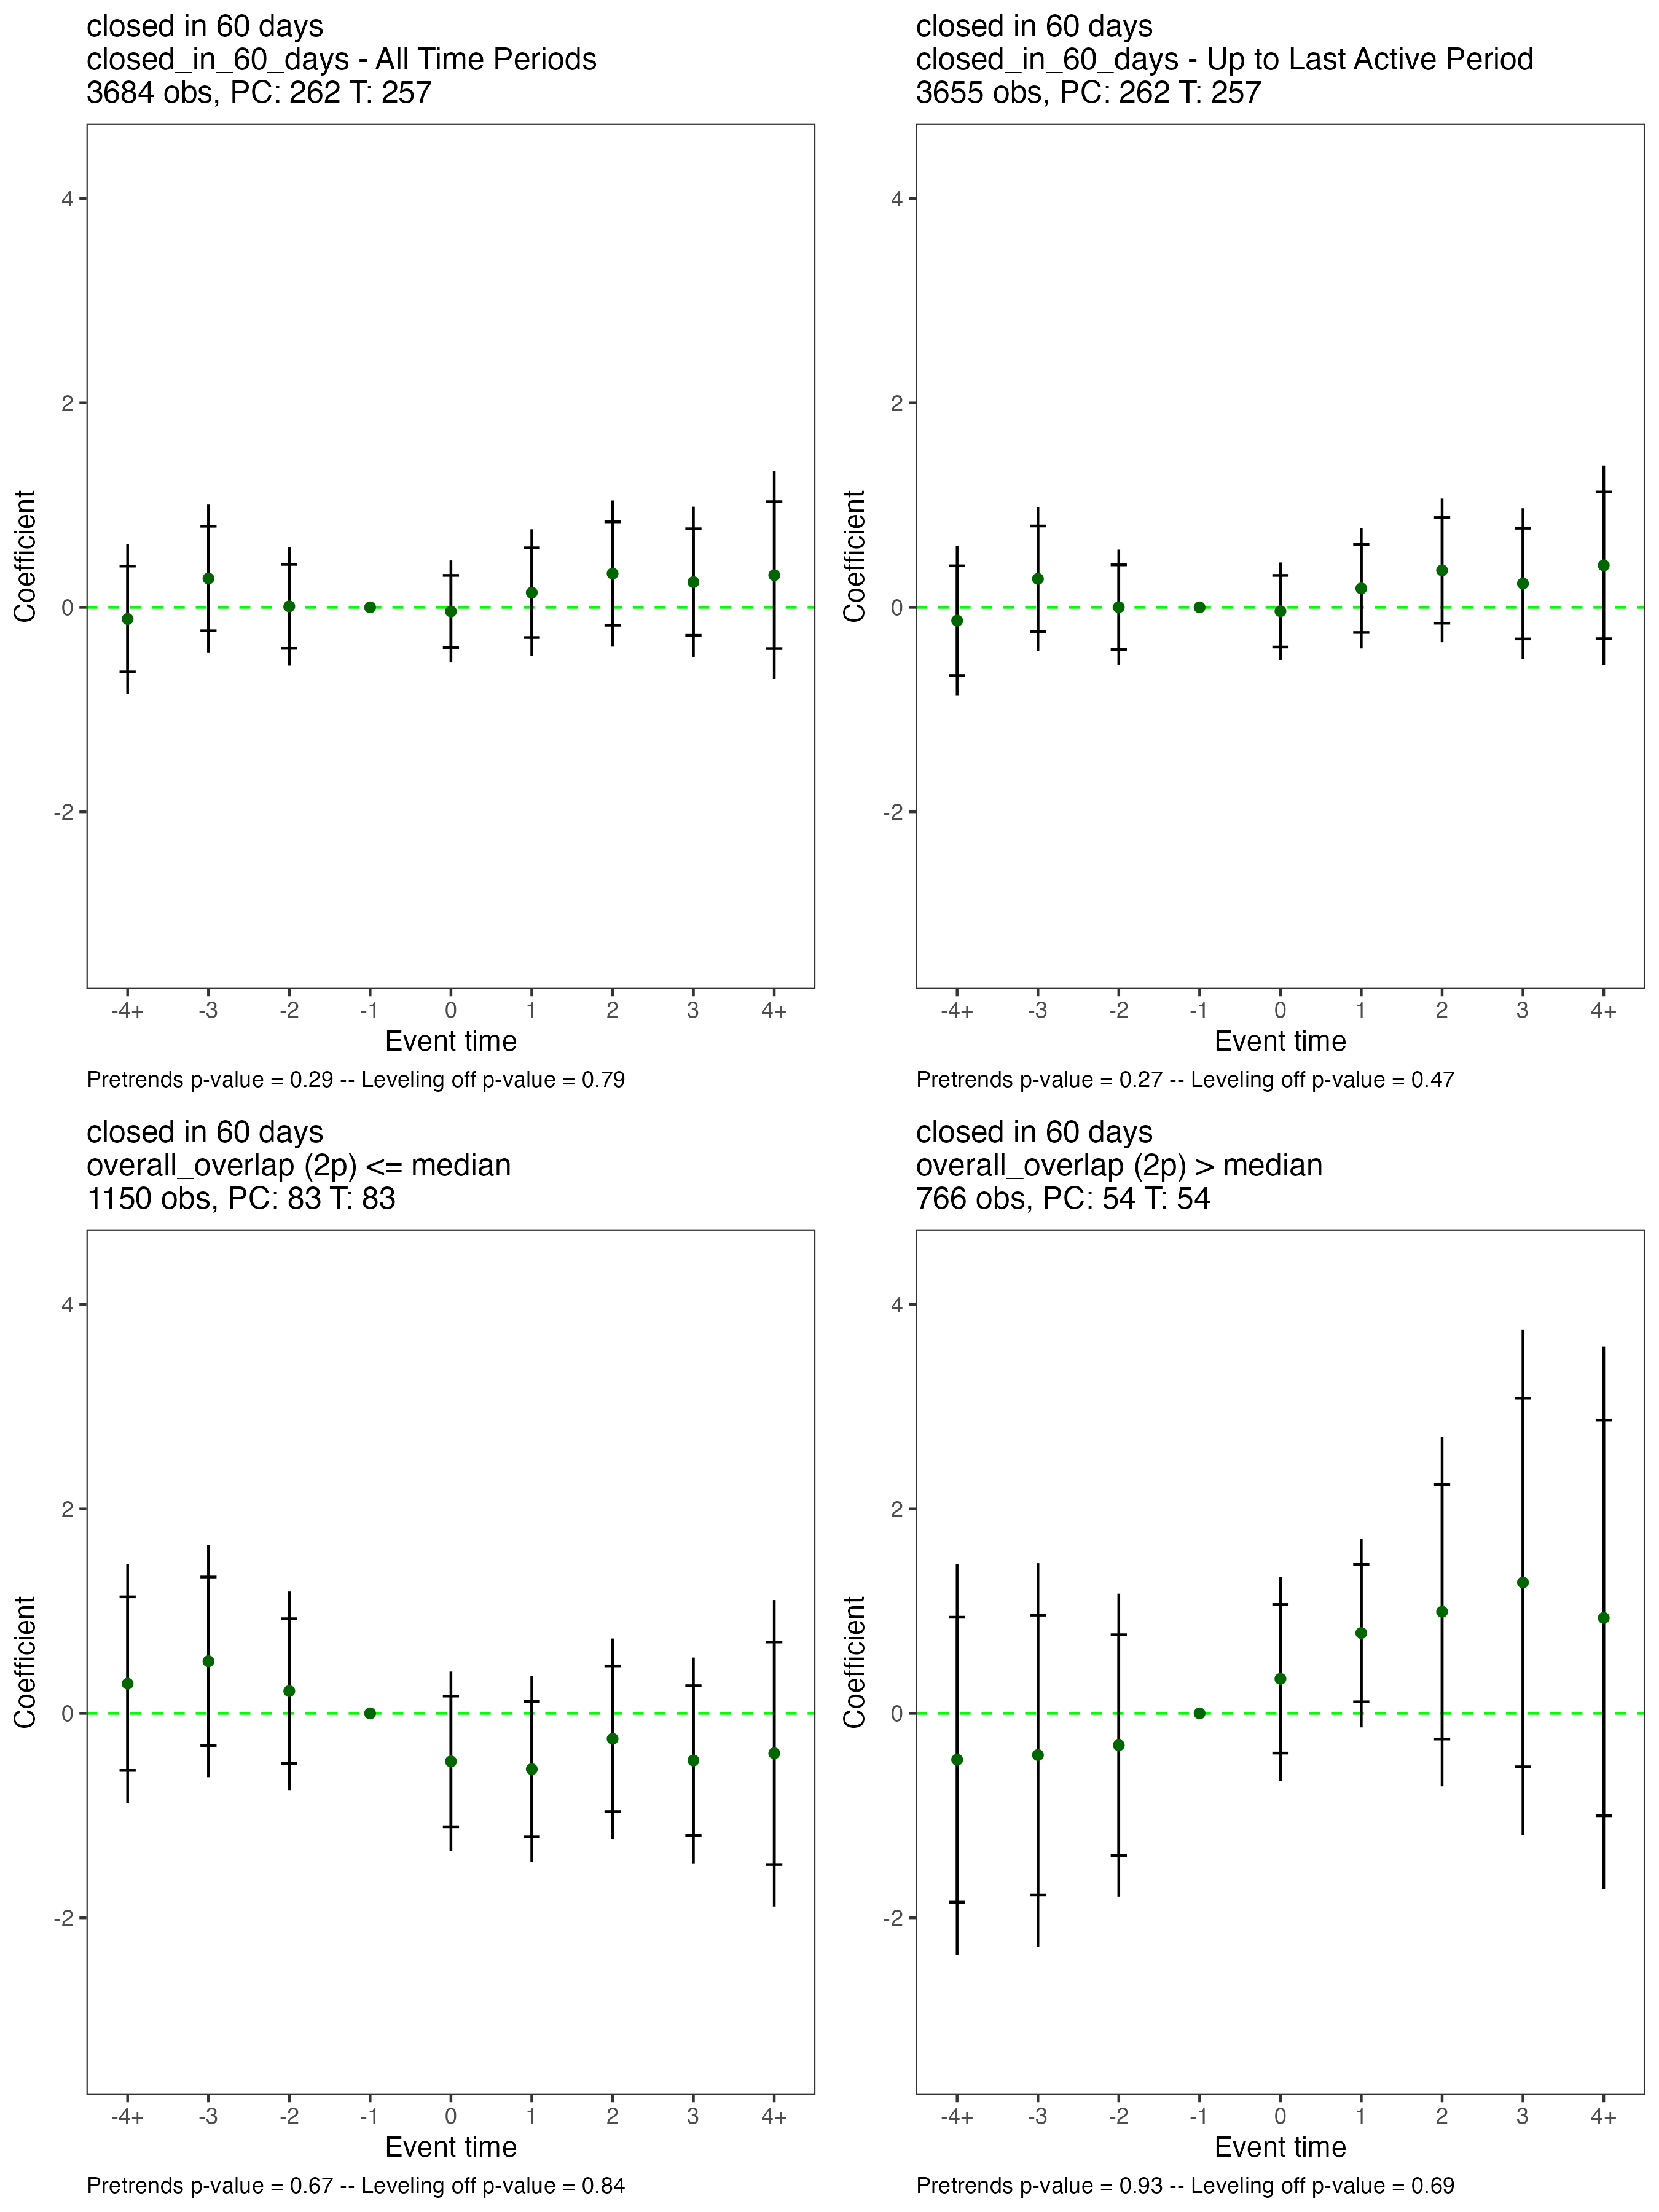 closed in 60 days
closed_in_60_days - All Time Periods
3684 obs, PC: 262 T: 257
Coefficient
4
2
0
-2
-4+ -3 -2 -1 0 1 2 3 4+
Event time
Pretrends p-value = 0.29 -- Leveling off p-value = 0.79
closed in 60 days
closed_in_60_days - Up to Last Active Period
3655 obs, PC: 262 T: 257
Coefficient
4
2
0
-2
-4+ -3 -2 -1 0 1 2 3 4+
Event time
Pretrends p-value = 0.27 -- Leveling off p-value = 0.47
closed in 60 days
overall_overlap (2p) <= median
1150 obs, PC: 83 T: 83
Coefficient
4
2
0
-2
-4+ -3 -2 -1 0 1 2 3 4+
Event time
Pretrends p-value = 0.67 -- Leveling off p-value = 0.84
closed in 60 days
overall_overlap (2p) > median
766 obs, PC: 54 T: 54
Coefficient
4
2
0
-2
-4+ -3 -2 -1 0 1 2 3 4+
Event time
Pretrends p-value = 0.93 -- Leveling off p-value = 0.69